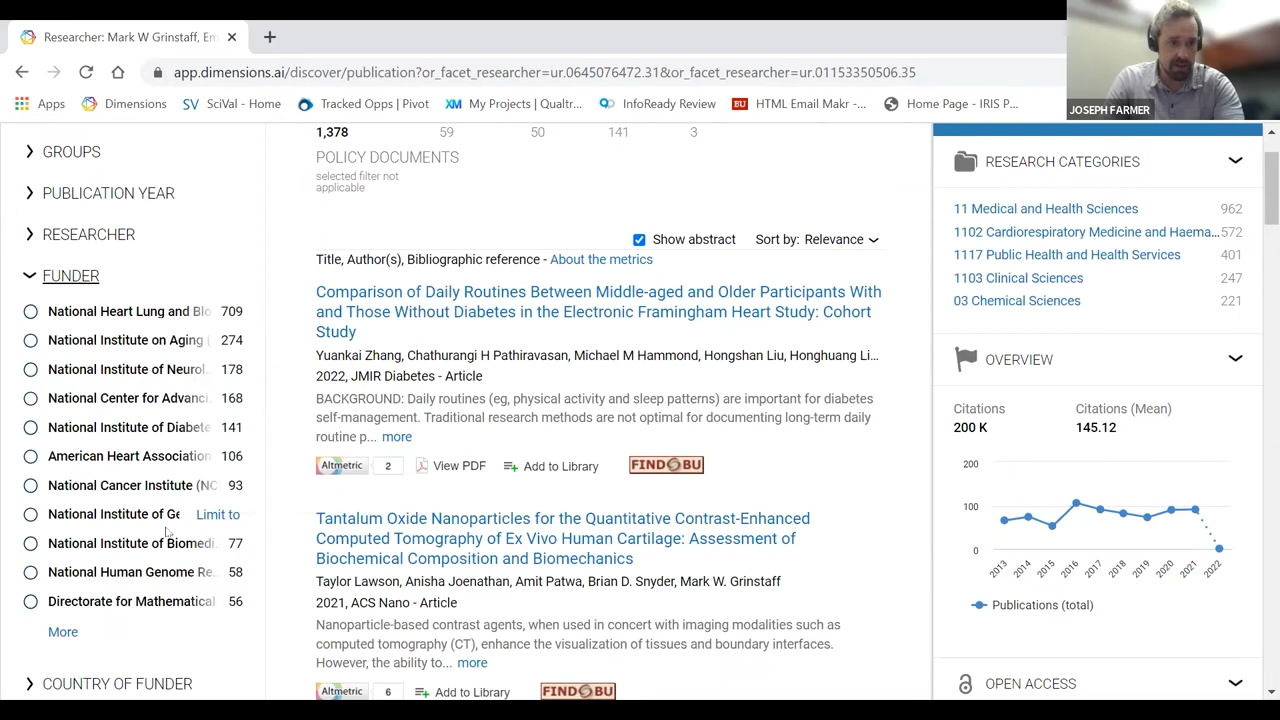 Researcher: Mark W Grinstaff, Em
app.dimensions.ai/discover/publication?or_facet_researcher=ur.0645076472.31&or_facet_researcher=ur.01153350506.35
Apps
Dimensions
SV SciVal - Home
Tracked Opps | Pivot
XM My Projects | Qualtr...
InfoReady Review
BU HTML Email Makr -...
Home Page - IRIS P...
JOSEPH FARMER
GROUPS
PUBLICATION YEAR
RESEARCHER
FUNDER
National Heart Lung and Blo 709
National Institute on Aging ( 274
National Institute of Neurol... 178
National Center for Advanci... 168
National Institute of Diabete 141
American Heart Association 106
National Cancer Institute (NC 93
National Institute of Ge Limit to
National Institute of Biomedi... 77
National Human Genome Re... 58
Directorate for Mathematical 56
More
COUNTRY OF FUNDER
1,378 59 50 141 3
POLICY DOCUMENTS
selected filter not
applicable
Show abstract Sort by: Relevance
Title, Author(s), Bibliographic reference - About the metrics
Comparison of Daily Routines Between Middle-aged and Older Participants With
and Those Without Diabetes in the Electronic Framingham Heart Study: Cohort
Study
Yuankai Zhang, Chathurangi H Pathiravasan, Michael M Hammond, Hongshan Liu, Honghuang Li...
2022, JMIR Diabetes - Article
BACKGROUND: Daily routines (eg, physical activity and sleep patterns) are important for diabetes
self-management. Traditional research methods are not optimal for documenting long-term daily
routine p... more
Altmetric 2 View PDF Add to Library FIND@BU
Tantalum Oxide Nanoparticles for the Quantitative Contrast-Enhanced
Computed Tomography of Ex Vivo Human Cartilage: Assessment of
Biochemical Composition and Biomechanics
Taylor Lawson, Anisha Joenathan, Amit Patwa, Brian D. Snyder, Mark W. Grinstaff
2021, ACS Nano - Article
Nanoparticle-based contrast agents, when used in concert with imaging modalities such as
computed tomography (CT), enhance the visualization of tissues and boundary interfaces.
However, the ability to... more
Altmetric 6 Add to Library FIND@BU
RESEARCH CATEGORIES
11 Medical and Health Sciences 962
1102 Cardiorespiratory Medicine and Haema... 572
1117 Public Health and Health Services 401
1103 Clinical Sciences 247
03 Chemical Sciences 221
OVERVIEW
Citations Citations (Mean)
200 K 145.12
200
100
0
2013 2014 2015 2016 2017 2018 2019 2020 2021 2022
Publications (total)
OPEN ACCESS